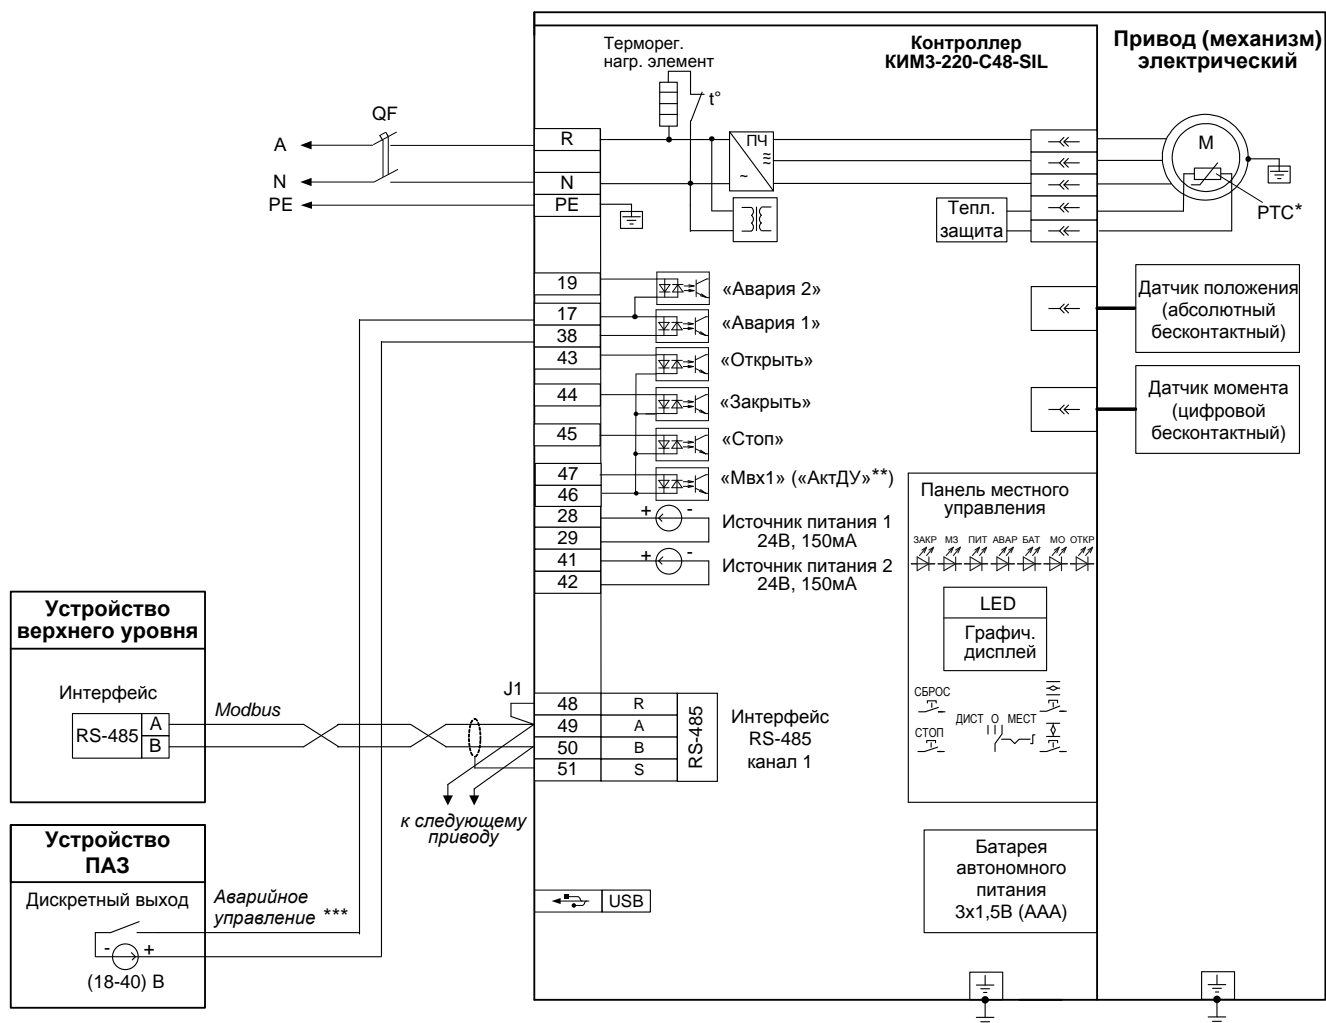 Терморег.
нагр. элемент
Контроллер
КИМ3-220-С48-SIL
Привод (механизм)
электрический
t°
QF
A
N
PE
R
N
PE
ПЧ
~
≈
M
PTC*
Тепл.
защита
19
17
38
43
44
45
47
46
28
29
41
42
«Авария 2»
«Авария 1»
«Открыть»
«Закрыть»
«Стоп»
«Мвх1» («АктДУ»**)
+ -
Источник питания 1
24В, 150мА
+ -
Источник питания 2
24В, 150мА
Датчик положения
(абсолютный
бесконтактный)
Датчик момента
(цифровой
бесконтактный)
Панель местного
управления
ЗАКР МЗ ПИТ АВАР БАТ МО ОТКР
LED
Графич.
дисплей
СБРОС
СТОП
ДИСТ О МЕСТ
Устройство
верхнего уровня
Интерфейс
RS-485
A
B
Modbus
J1
48 R
49 A
50 B
51 S
RS-485
Интерфейс
RS-485
канал 1
к следующему
приводу
Устройство
ПАЗ
Дискретный выход
- +
(18-40) В
Аварийное
управление ***
USB
Батарея
автономного
питания
3х1,5В (ААА)